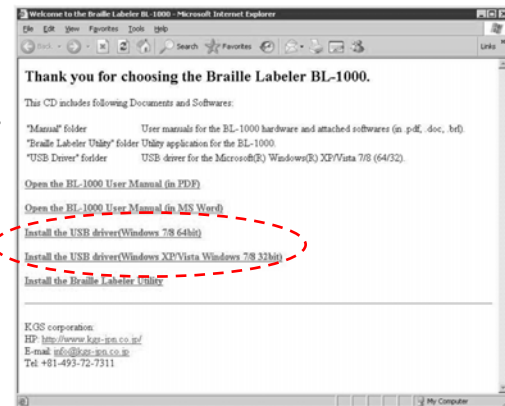 Welcome to the Braille Labeler BL-1000 - Microsoft Internet Explorer
File Edit View Favorites Tools Help
Back Search Favorites Links
Thank you for choosing the Braille Labeler BL-1000.
This CD includes following Documents and Softwares:
"Manual" folder User manuals for the BL-1000 hardware and attached softwares (in .pdf, .doc, .brl).
"Braille Labeler Utility" folder Utility application for the BL-1000.
"USB Driver" forlder USB driver for the Microsoft(R) Windows(R) XP/Vista 7/8 (64/32).
Open the BL-1000 User Manual (in PDF)
Open the BL-1000 User Manual (in MS Word)
Install the USB driver(Windows 7/8 64bit)
Install the USB driver(Windows XP/Vista Windows 7/8 32bit)
Install the Braille Labeler Utility
KGS corporation:
HP: http://www.kgs-jpn.co.jp/
E-mail: info@kgs-jpn.co.jp
Tel: +81-493-72-7311
My Computer